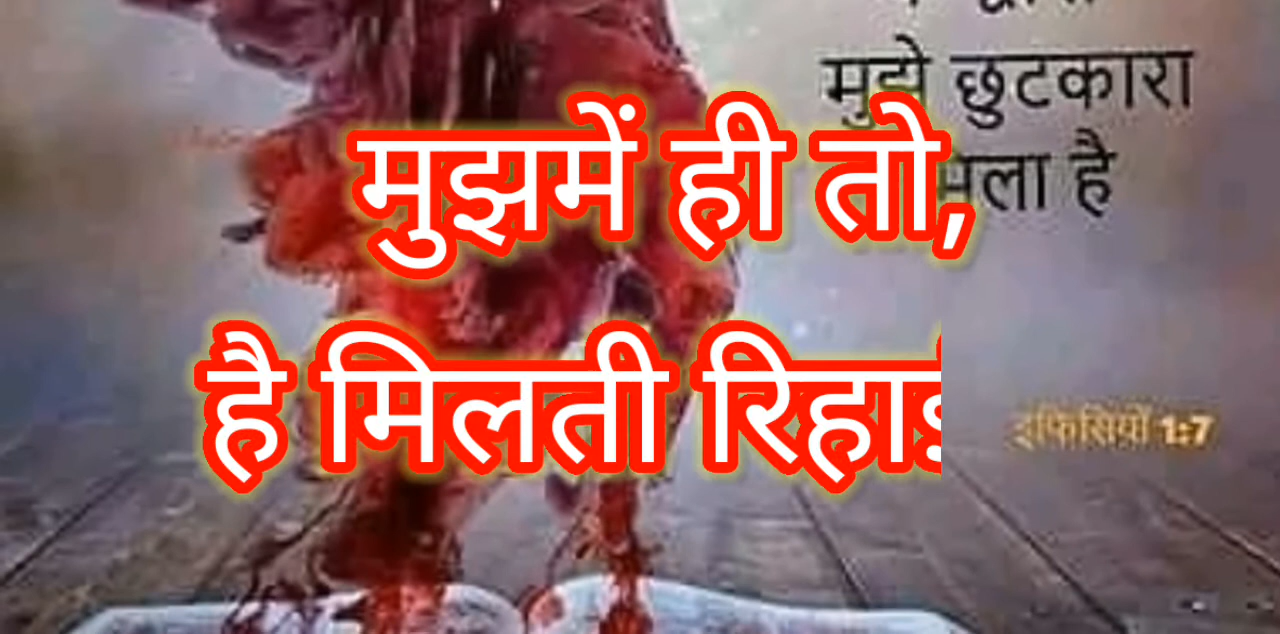 मुझे छुटकारा
है
मुझमें ही तो,
है मिलती
इफिसियों 1:7